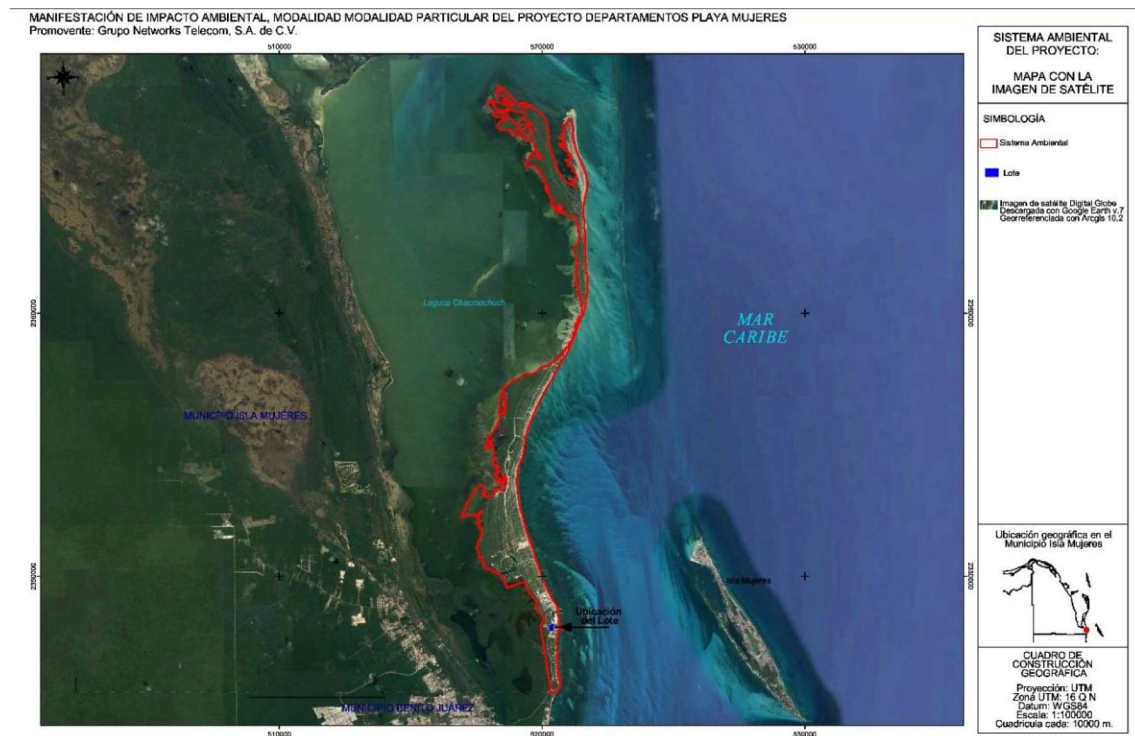 MANIFESTACIÓN DE IMPACTO AMBIENTAL, MODALIDAD MODALIDAD PARTICULAR DEL PROYECTO DEPARTAMENTOS PLAYA MUJERES
Promovente: Grupo Networks Telecom, S.A. de C.V.
510000
520000
530000
SISTEMA AMBIENTAL
DEL PROYECTO:
MAPA CON LA
IMAGEN DE SATÉLITE
SIMBOLOGÍA
Sistema Ambiental
Lote
Imagen de satélite Digital Globe
Descargada con Google Earth v.7
Georreferenciada con Arcgis 10.2
Laguna Chacmochuch
2360000
2360000
MAR
CARIBE
MUNICIPIO ISLA MUJERES
2350000
2350000
Isla Mujeres
Ubicación
del Lote
MUNICIPIO BENITO JUÁREZ
510000
520000
530000
Ubicación geográfica en el
Municipio Isla Mujeres
CUADRO DE
CONSTRUCCIÓN
GEOGRÁFICA
Proyección: UTM
Zona UTM: 16 Q N
Datum: WGS84
Escala: 1:100000
Cuadrícula cada: 10000 m.